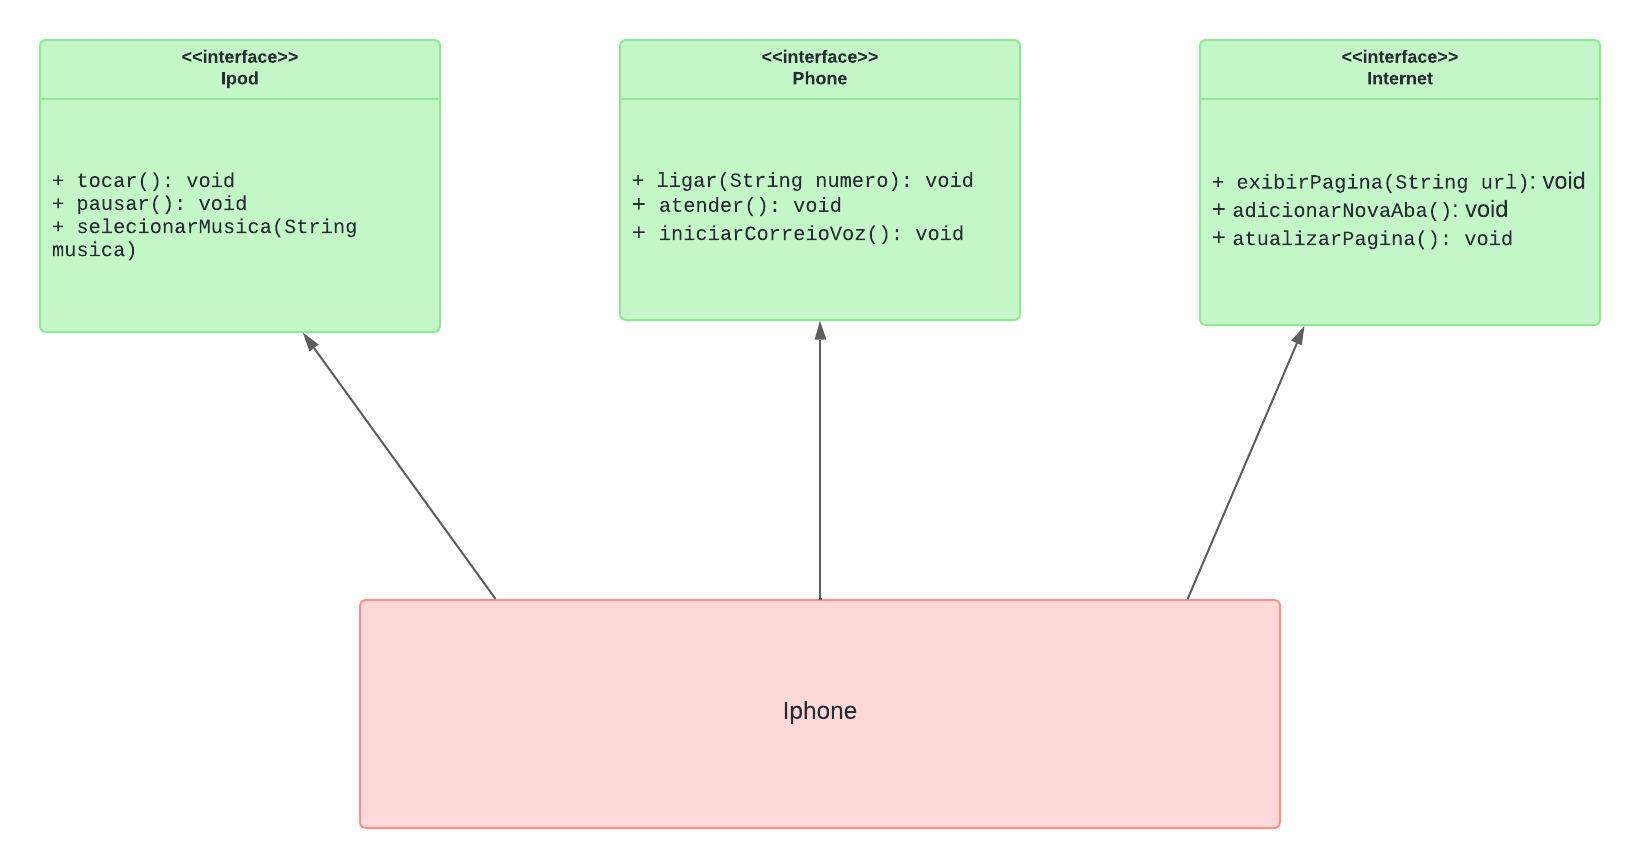 <<interface>>
Ipod
+ tocar(): void
+ pausar(): void
+ selecionarMusica(String
musica)
<<interface>>
Phone
+ ligar(String numero): void
+ atender(): void
+ iniciarCorreioVoz(): void
<<interface>>
Internet
+ exibirPagina(String url): void
+ adicionarNovaAba(): void
+ atualizarPagina(): void
Iphone